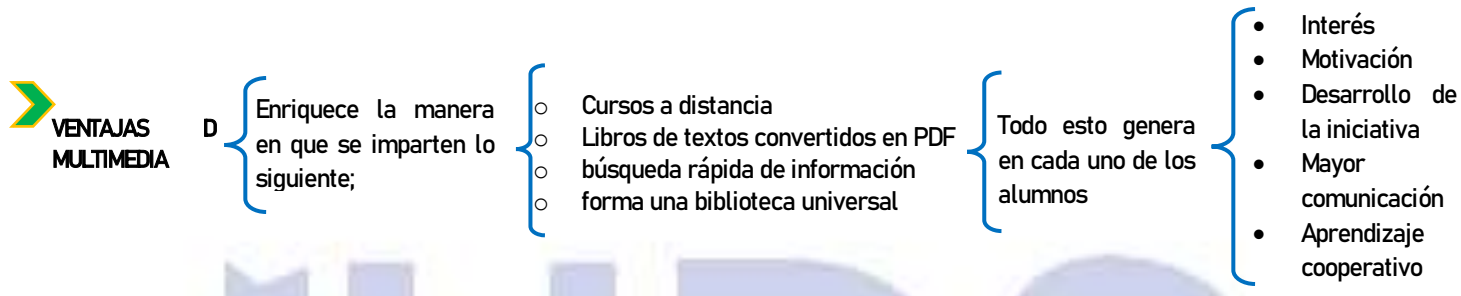 VENTAJAS D
MULTIMEDIA
Enriquece la manera
en que se imparten lo
siguiente;
o Cursos a distancia
o Libros de textos convertidos en PDF
o búsqueda rápida de información
o forma una biblioteca universal
Todo esto genera
en cada uno de los
alumnos
• Interés
• Motivación
• Desarrollo de
la iniciativa
• Mayor
comunicación
• Aprendizaje
cooperativo